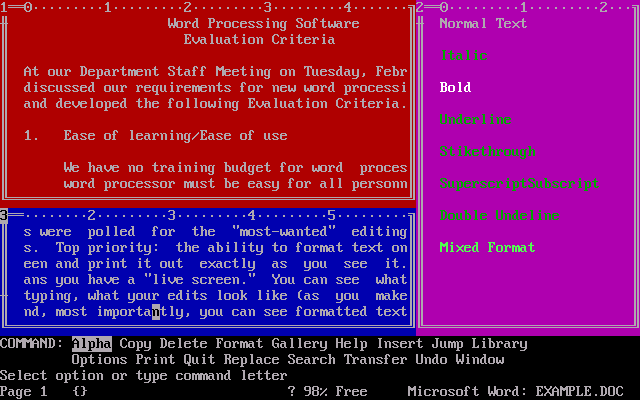 1=0·········1·········2·········3·········4·········
Word Processing Software
Evaluation Criteria
At our Department Staff Meeting on Tuesday, Febr
discussed our requirements for new word processi
and developed the following Evaluation Criteria.
1.   Ease of learning/Ease of use
We have no training budget for word  proces
word processor must be easy for all personn
2=0·········1·········2··
Normal Text
Italic
Bold
Underline
Stikethrough
SuperscriptSubscript
Double Undeline
Mixed Format
3=·······2·········3·········4·········5·····
s were  polled  for  the  "most-wanted"  editing
s.  Top priority:  the ability to format text on
een and print it out  exactly  as  you  see  it.
ans you have a "live screen."  You can see  what
typing, what your edits look like (as  you  make
nd, most importantly, you can see formatted text
COMMAND: Alpha Copy Delete Format Gallery Help Insert Jump Library
Options Print Quit Replace Search Transfer Undo Window
Select option or type command letter
Page 1   {}   ? 98% Free   Microsoft Word: EXAMPLE.DOC